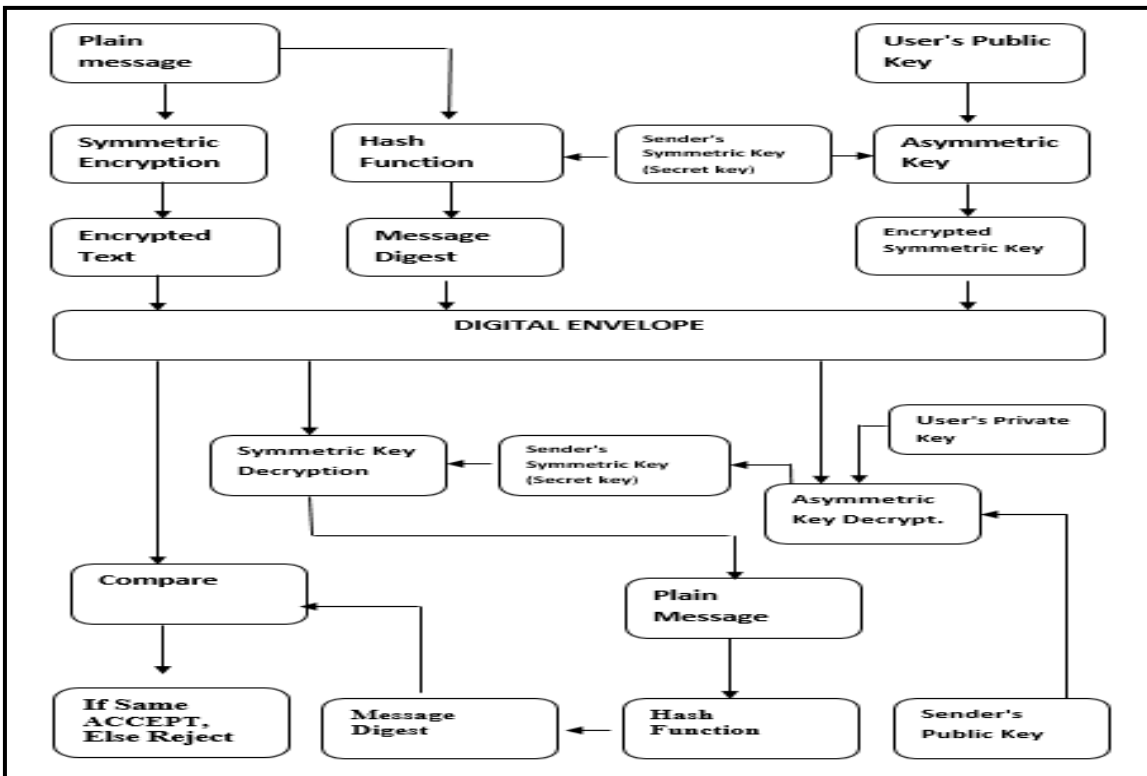 Plain
message
User's Public
Key
Symmetric
Encryption
Hash
Function
Sender's
Symmetric Key
(Secret key)
Asymmetric
Key
Encrypted
Text
Message
Digest
Encrypted
Symmetric Key
DIGITAL ENVELOPE
User's Private
Key
Symmetric Key
Decryption
Sender's
Symmetric Key
(Secret key)
Asymmetric
Key Decrypt.
Compare
Plain
Message
If Same
ACCEPT,
Else Reject
Message
Digest
Hash
Function
Sender's
Public Key